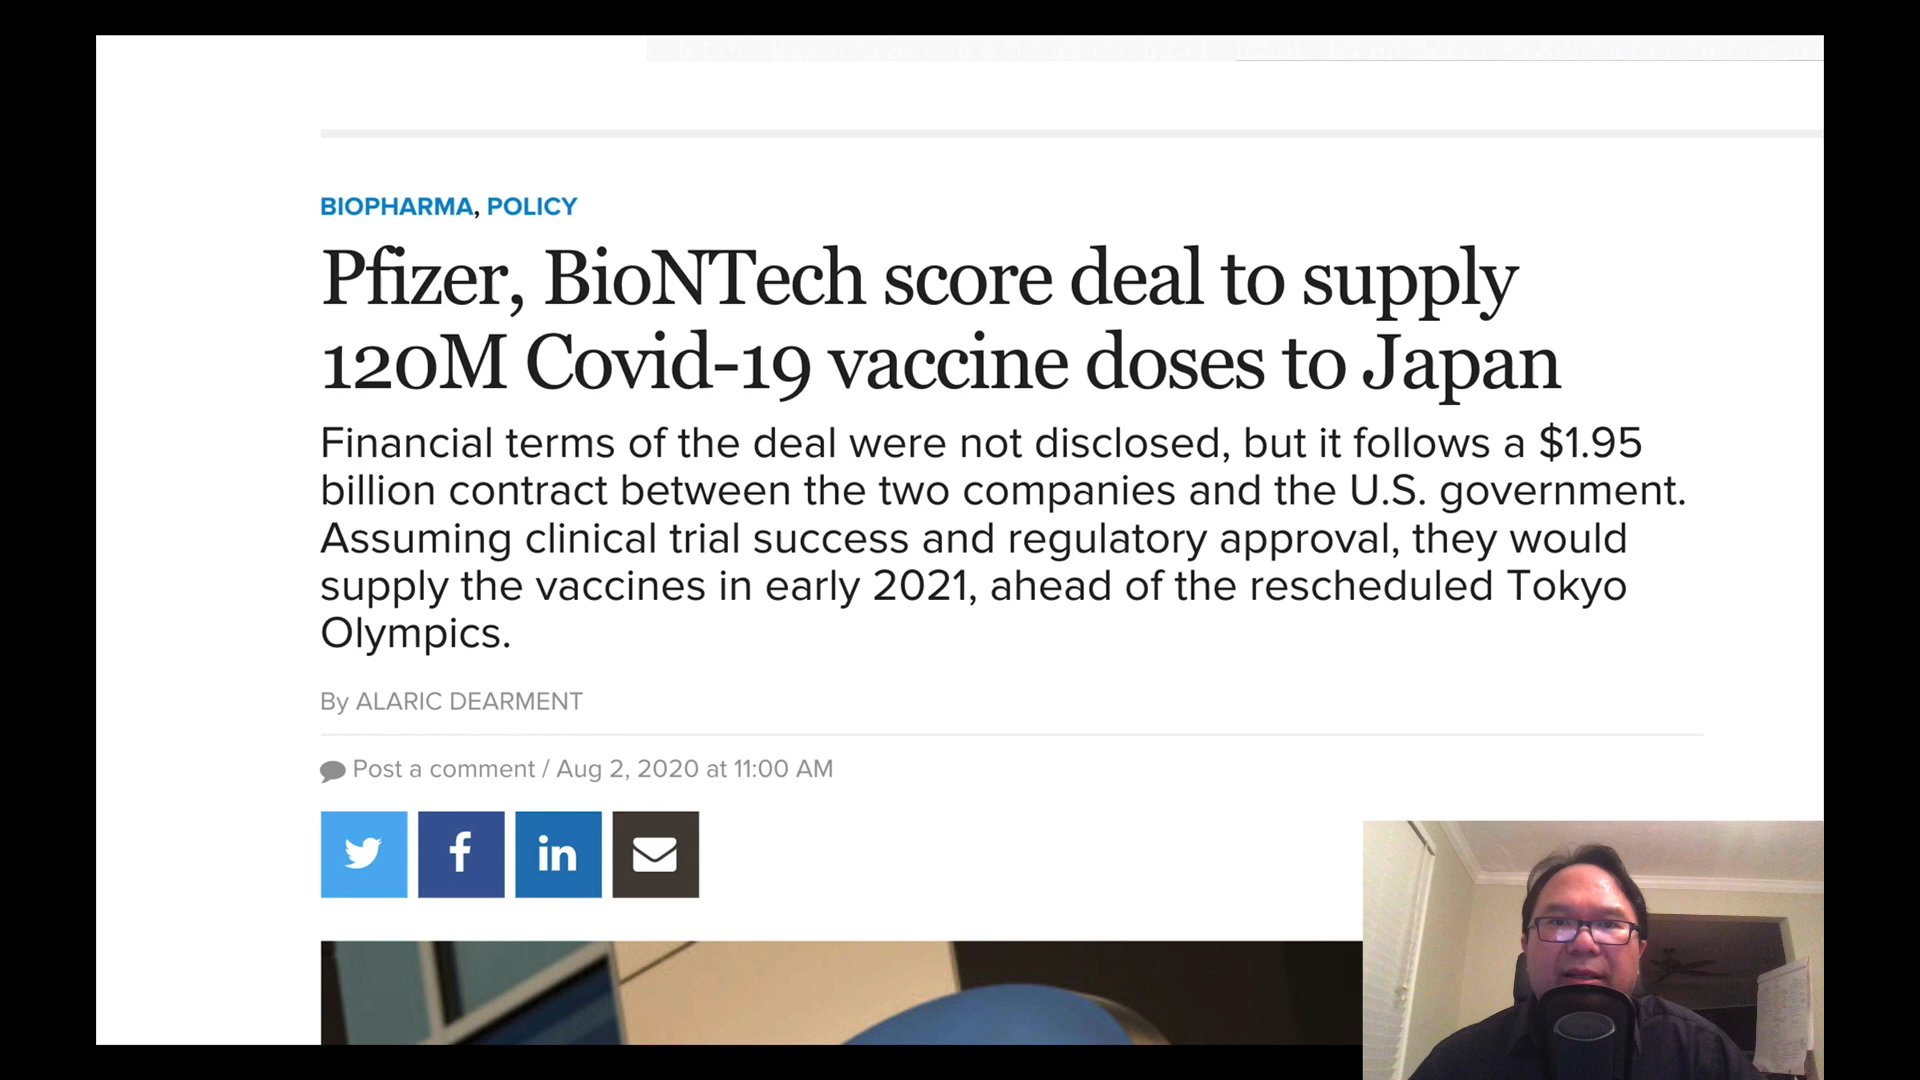 BIOPHARMA, POLICY
Pfizer, BioNTech score deal to supply
120M Covid-19 vaccine doses to Japan
Financial terms of the deal were not disclosed, but it follows a $1.95
billion contract between the two companies and the U.S. government.
Assuming clinical trial success and regulatory approval, they would
supply the vaccines in early 2021, ahead of the rescheduled Tokyo
Olympics.
By ALARIC DEARMENT
Post a comment / Aug 2, 2020 at 11:00 AM
f
in